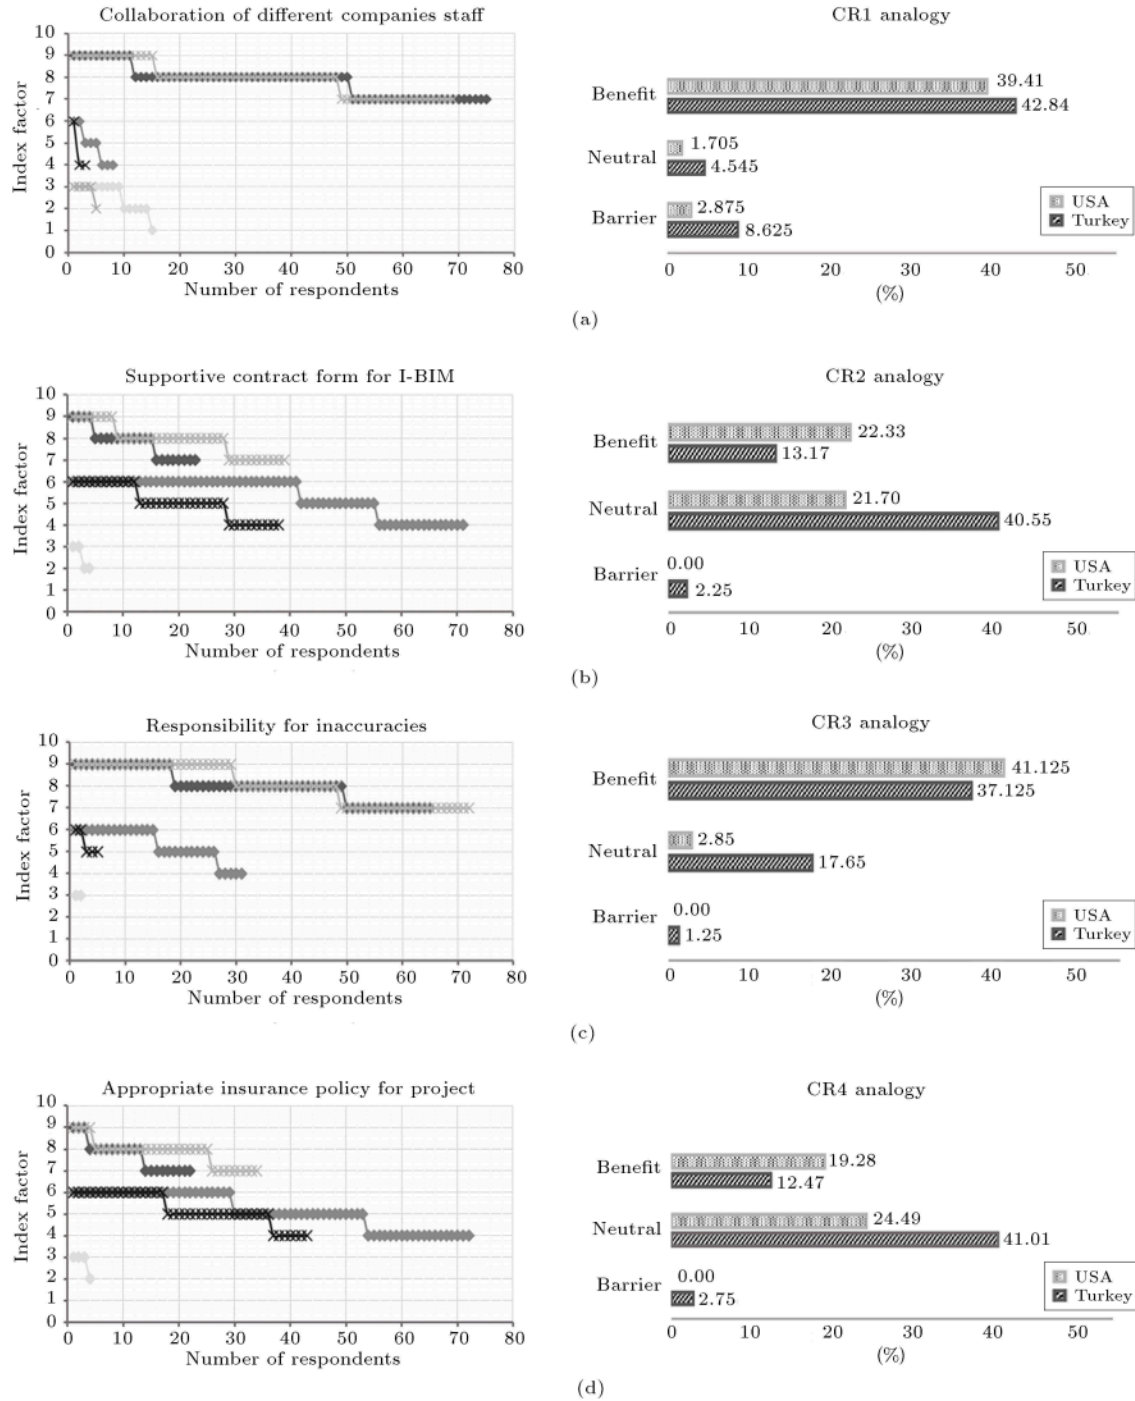 Collaboration of different companies staff
10
9
8
7
6
5
4
3
2
1
0
Index factor
0 10 20 30 40 50 60 70 80
Number of respondents
CR1 analogy
Benefit
39.41
42.84
Neutral
1.705
4.545
Barrier
2.875
8.625
USA
Turkey
0 10 20 30 40 50
(%)
(a)
Supportive contract form for I-BIM
10
9
8
7
6
5
4
3
2
1
0
Index factor
0 10 20 30 40 50 60 70 80
Number of respondents
CR2 analogy
Benefit
22.33
13.17
Neutral
21.70
40.55
Barrier
0.00
2.25
USA
Turkey
0 10 20 30 40 50
(%)
(b)
Responsibility for inaccuracies
10
9
8
7
6
5
4
3
2
1
0
Index factor
0 10 20 30 40 50 60 70 80
Number of respondents
CR3 analogy
Benefit
41.125
37.125
Neutral
2.85
17.65
Barrier
0.00
1.25
USA
Turkey
0 10 20 30 40 50
(%)
(c)
Appropriate insurance policy for project
10
9
8
7
6
5
4
3
2
1
0
Index factor
0 10 20 30 40 50 60 70 80
Number of respondents
CR4 analogy
Benefit
19.28
12.47
Neutral
24.49
41.01
Barrier
0.00
2.75
USA
Turkey
0 10 20 30 40 50
(%)
(d)